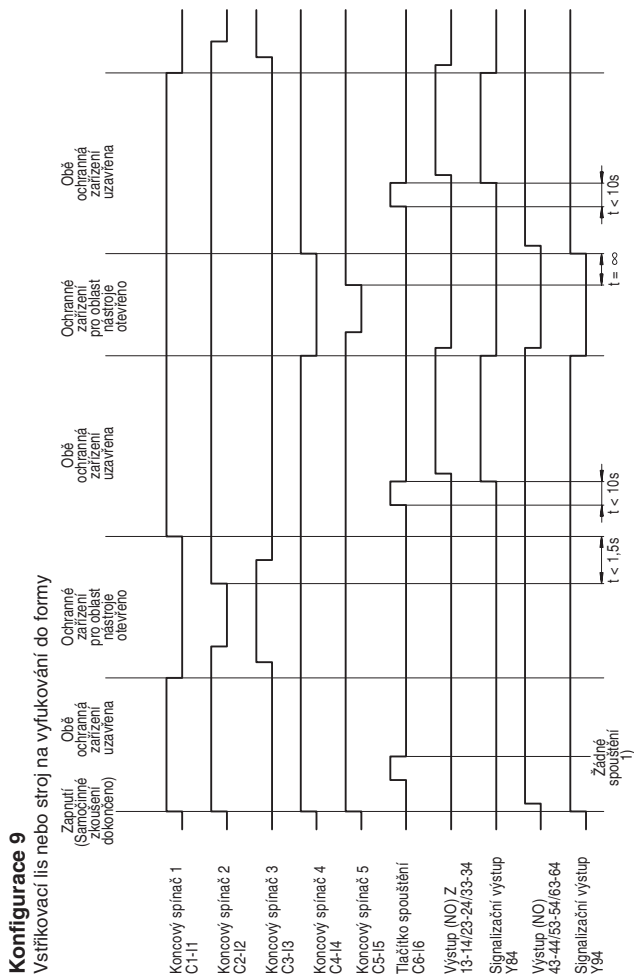 Konfigurace 9
Vstřikovací lis nebo stroj na vyfukování do formy
Zapnutí
(Samočinné
zkoušení
dokončeno)
Obě
ochranná
zařízení
uzavřena
Ochranné
zařízení
pro oblast
nástroje
otevřeno
Obě
ochranná
zařízení
uzavřena
Ochranné
zařízení
pro oblast
nástroje
otevřeno
Obě
ochranná
zařízení
uzavřena
Koncový spínač 1
C1-I1
Koncový spínač 2
C2-I2
Koncový spínač 3
C3-I3
Koncový spínač 4
C4-I4
Koncový spínač 5
C5-I5
Tlačítko spouštění
C6-I6
Výstup (NO) Z
13-14/23-24/33-34
Signalizační výstup
Y84
Výstup (NO)
43-44/53-54/63-64
Signalizační výstup
Y94
Žádné
spouštění
1)
t < 1,5s
t < 10s
t = ∞
t < 10s